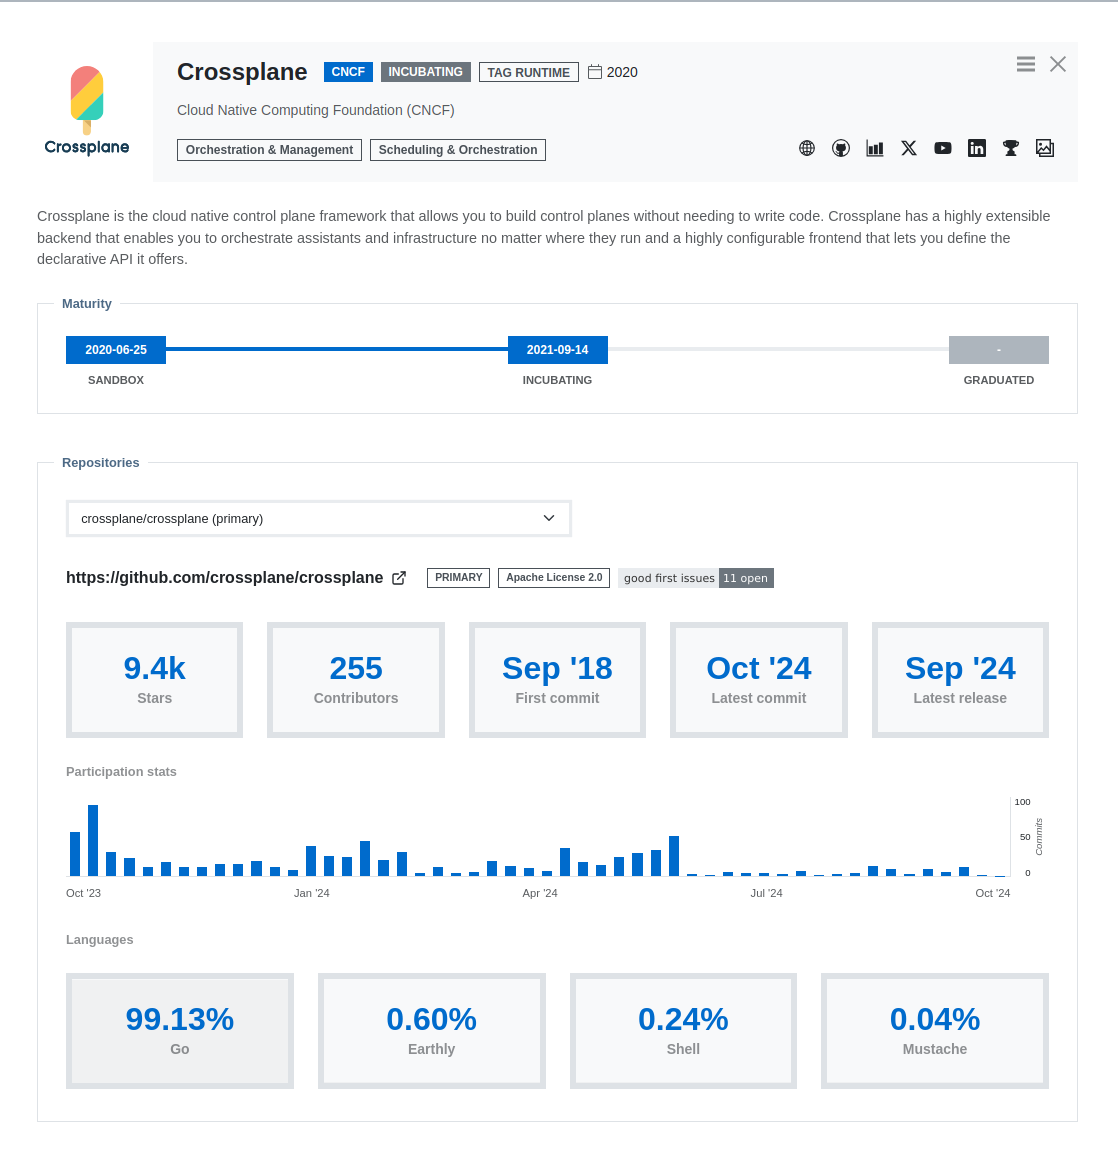 Crossplane CNCF INCUBATING TAG RUNTIME 2020
Cloud Native Computing Foundation (CNCF)
Crossplane
Orchestration & Management Scheduling & Orchestration
Crossplane is the cloud native control plane framework that allows you to build control planes without needing to write code. Crossplane has a highly extensible
backend that enables you to orchestrate assistants and infrastructure no matter where they run and a highly configurable frontend that lets you define the
declarative API it offers.
Maturity
2020-06-25 2021-09-14 -
SANDBOX INCUBATING GRADUATED
Repositories
crossplane/crossplane (primary)
https://github.com/crossplane/crossplane PRIMARY Apache License 2.0 good first issues 11 open
9.4k 255 Sep '18 Oct '24 Sep '24
Stars Contributors First commit Latest commit Latest release
Participation stats
100
50
0
Commits
Oct '23 Jan '24 Apr '24 Jul '24 Oct '24
Languages
99.13% 0.60% 0.24% 0.04%
Go Earthly Shell Mustache